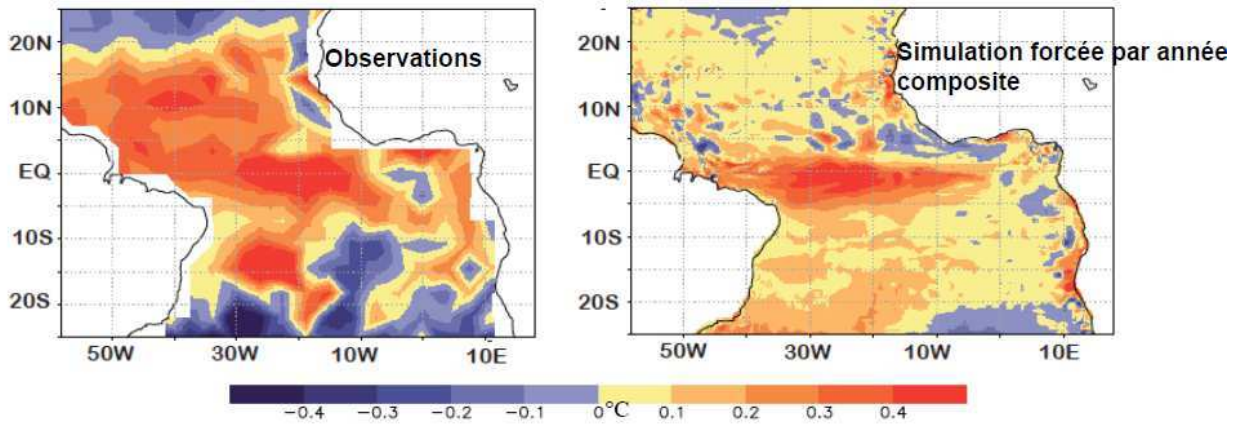 20N
10N
EQ
10S
20S
50W
30W
10W
10E
Observations
20N
10N
EQ
10S
20S
50W
30W
10W
10E
Simulation forcée par année
composite
−0.4
−0.3
−0.2
−0.1
0°C
0.1
0.2
0.3
0.4